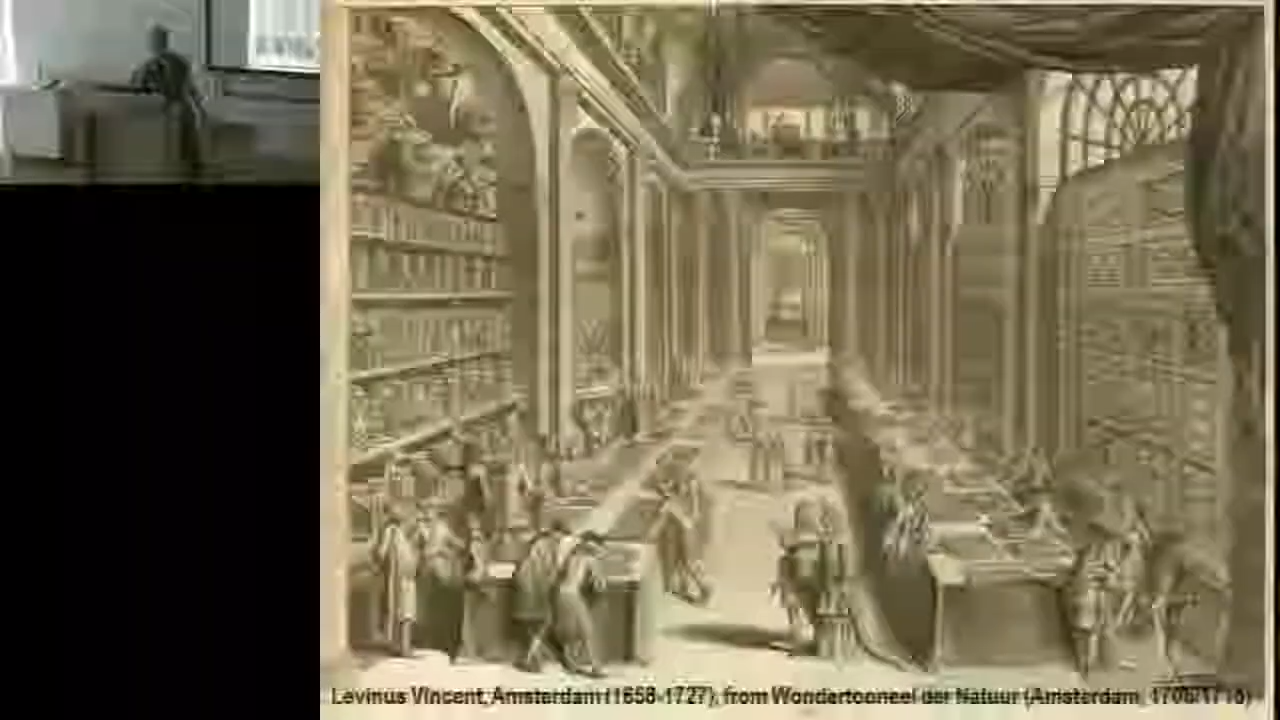 Levinus Vincent, Amsterdam (1658-1727), from Wondertooneel der Natuur (Amsterdam, 1706/1715)